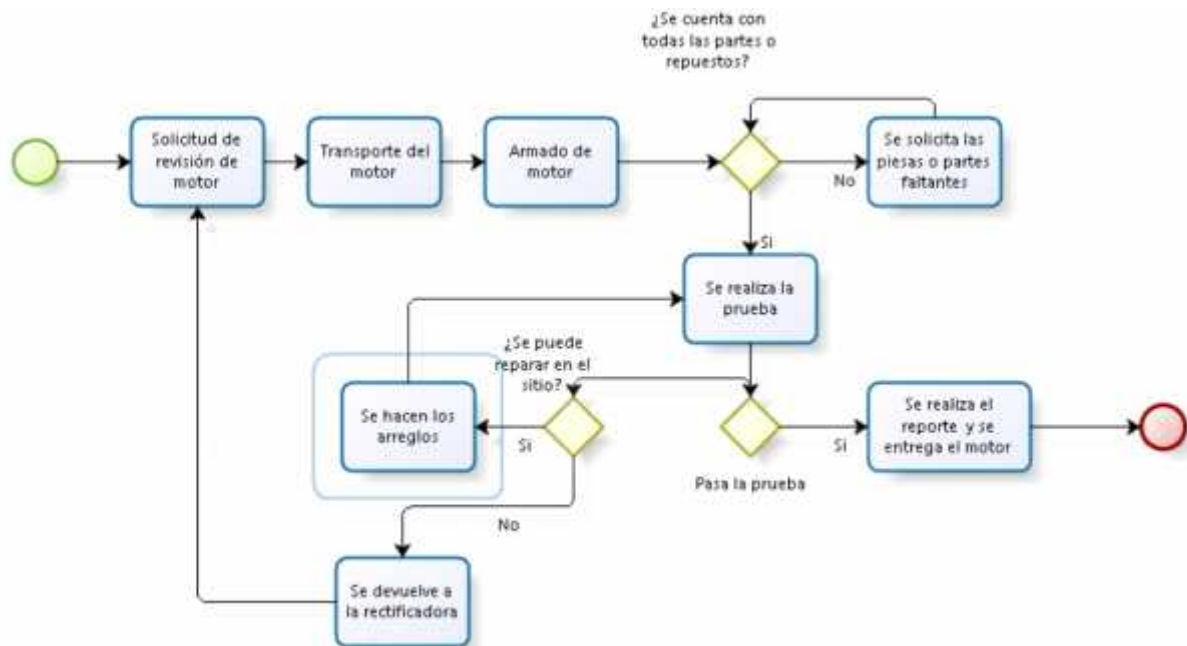 ¿Se cuenta con
todas las partes o
repuestos?
Solicitud de
revisión de
motor
Transporte del
motor
Armado de
motor
Se solicita las
piesas o partes
faltantes
No
Si
Se realiza la
prueba
¿Se puede
reparar en el
sitio?
Se hacen los
arreglos
Si
Se realiza el
reporte y se
entrega el motor
Si
Pasa la prueba
No
Se devuelve a
la rectificadora